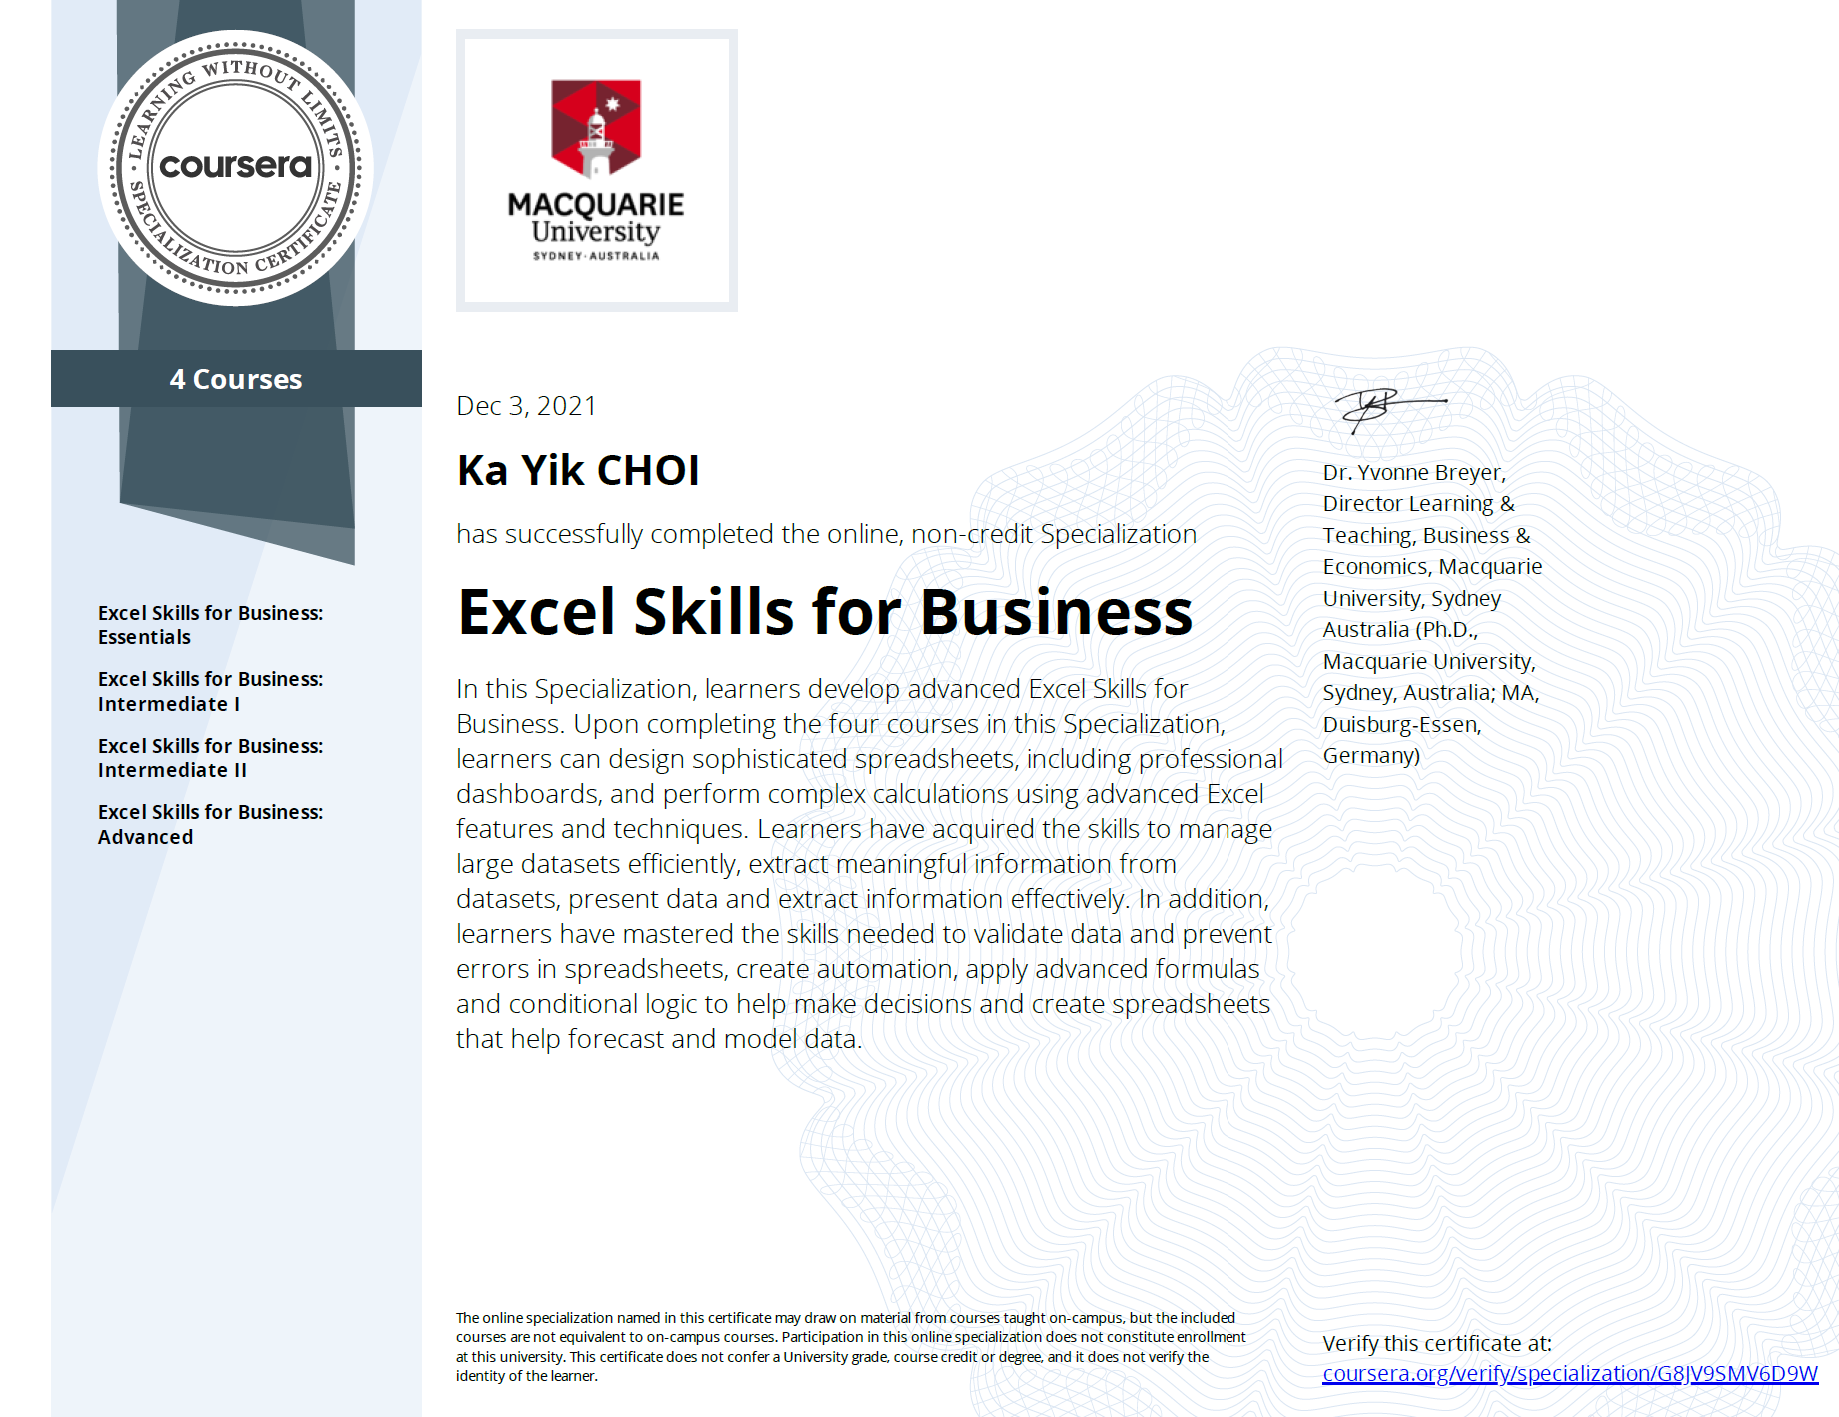 LEARNING WITHOUT LIMITS
coursera
SPECIALIZATION CERTIFICATE
4 Courses
Excel Skills for Business:
Essentials
Excel Skills for Business:
Intermediate I
Excel Skills for Business:
Intermediate II
Excel Skills for Business:
Advanced
MACQUARIE
University
SYDNEY·AUSTRALIA
Dec 3, 2021
Ka Yik CHOI
has successfully completed the online, non-credit Specialization
Excel Skills for Business
In this Specialization, learners develop advanced Excel Skills for
Business. Upon completing the four courses in this Specialization,
learners can design sophisticated spreadsheets, including professional
dashboards, and perform complex calculations using advanced Excel
features and techniques. Learners have acquired the skills to manage
large datasets efficiently, extract meaningful information from
datasets, present data and extract information effectively. In addition,
learners have mastered the skills needed to validate data and prevent
errors in spreadsheets, create automation, apply advanced formulas
and conditional logic to help make decisions and create spreadsheets
that help forecast and model data.
Dr. Yvonne Breyer,
Director Learning &
Teaching, Business &
Economics, Macquarie
University, Sydney
Australia (Ph.D.,
Macquarie University,
Sydney, Australia; MA,
Duisburg-Essen,
Germany)
The online specialization named in this certificate may draw on material from courses taught on-campus, but the included
courses are not equivalent to on-campus courses. Participation in this online specialization does not constitute enrollment
at this university. This certificate does not confer a University grade, course credit or degree, and it does not verify the
identity of the learner.
Verify this certificate at:
coursera.org/verify/specialization/G8JV9SMV6D9W